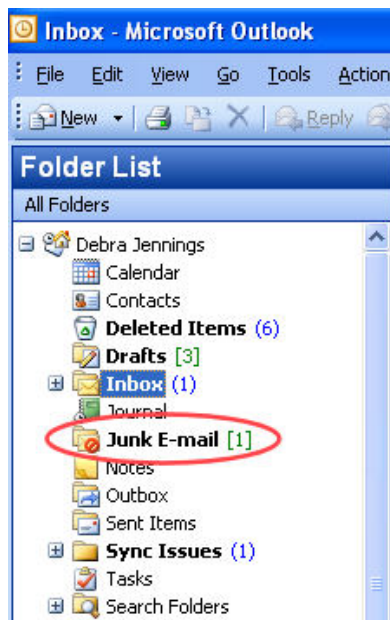 Inbox - Microsoft Outlook
File Edit View Go Tools Action
New Reply
Folder List
All Folders
Debra Jennings
Calendar
Contacts
Deleted Items (6)
Drafts [3]
Inbox (1)
Journal
Junk E-mail [1]
Notes
Outbox
Sent Items
Sync Issues (1)
Tasks
Search Folders